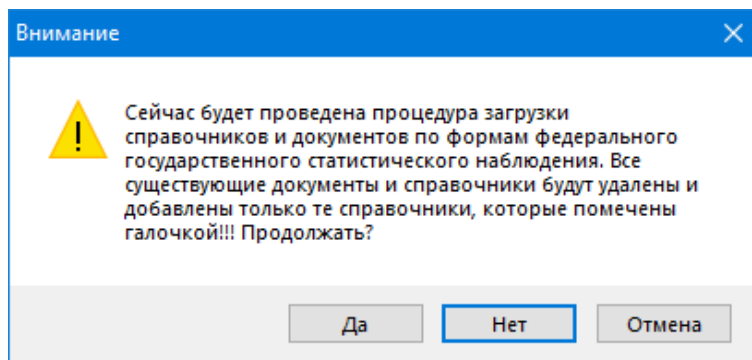 Внимание
Сейчас будет проведена процедура загрузки
справочников и документов по формам федерального
государственного статистического наблюдения. Все
существующие документы и справочники будут удалены и
добавлены только те справочники, которые помечены
галочкой!!! Продолжать?
Да Нет Отмена